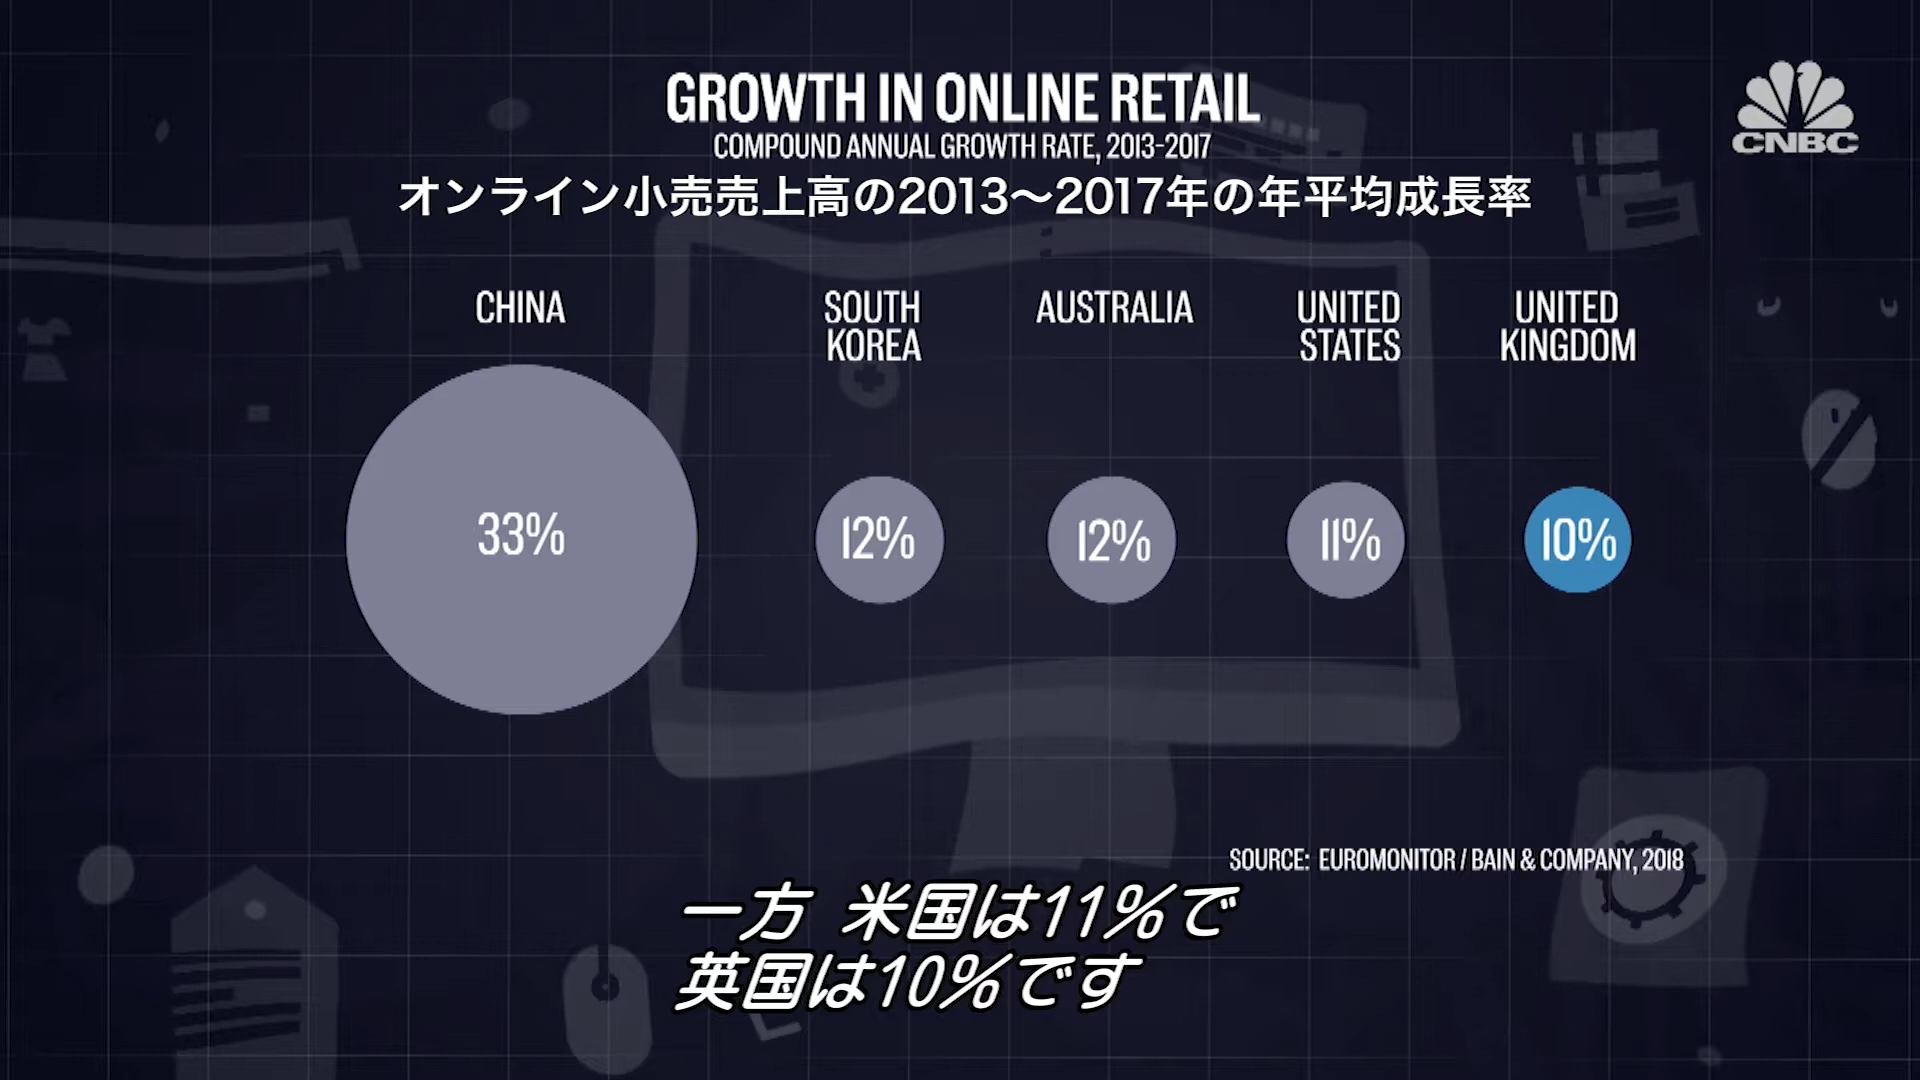 GROWTH IN ONLINE RETAIL
COMPOUND ANNUAL GROWTH RATE, 2013-2017
オンライン小売売上高の2013～2017年の年平均成長率
CNBC
CHINA
SOUTH
KOREA
AUSTRALIA
UNITED
STATES
UNITED
KINGDOM
33%
12%
12%
11%
10%
SOURCE: EUROMONITOR / BAIN & COMPANY, 2018
一方 米国は11％で
英国は10％です